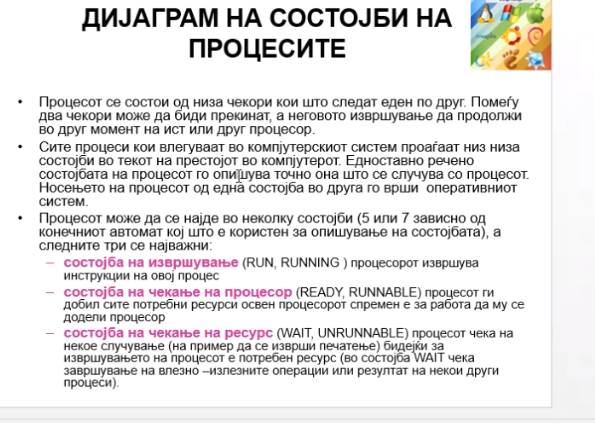 ДИЈАГРАМ НА СОСТОЈБИ НА
ПРОЦЕСИТЕ
• Процесот се состои од низа чекори кои што следат еден по друг. Помеѓу
два чекори може да биди прекинат, а неговото извршување да продолжи
во друг момент на ист или друг процесор.
• Сите процеси кои влегуваат во компјутерскиот систем проаѓаат низ низа
состојби во текот на престојот во компјутерот. Едноставно речено
состојбата на процесот го опишува точно она што се случува со процесот.
Носењето на процесот од една состојба во друга го врши оперативниот
систем.
• Процесот може да се најде во неколку состојби (5 или 7 зависно од
конечниот автомат кој што е користен за опишување на состојбата), а
следните три се најважни:
– состојба на извршување (RUN, RUNNING ) процесорот извршува
инструкции на овој процес
– состојба на чекање на процесор (READY, RUNNABLE) процесот ги
добил сите потребни ресурси освен процесорот спремен е за работа да му се
додели процесор
– состојба на чекање на ресурс (WAIT, UNRUNNABLE) процесот чека на
некое случување (на пример да се изврши печатење) бидејќи за
извршувањето на процесот е потребен ресурс (во состојба WAIT чека
завршување на влезно –излезните операции или резултат на некои други
процеси).